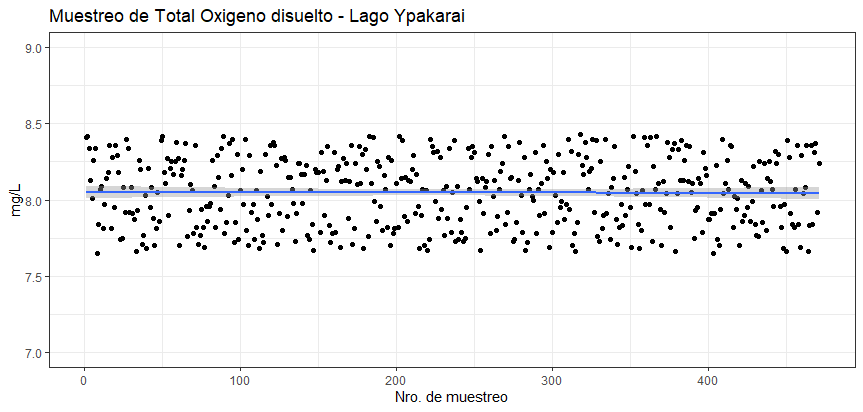 Muestreo de Total Oxigeno disuelto - Lago Ypakarai
mg/L
9.0
8.5
8.0
7.5
7.0
0 100 200 300 400
Nro. de muestreo